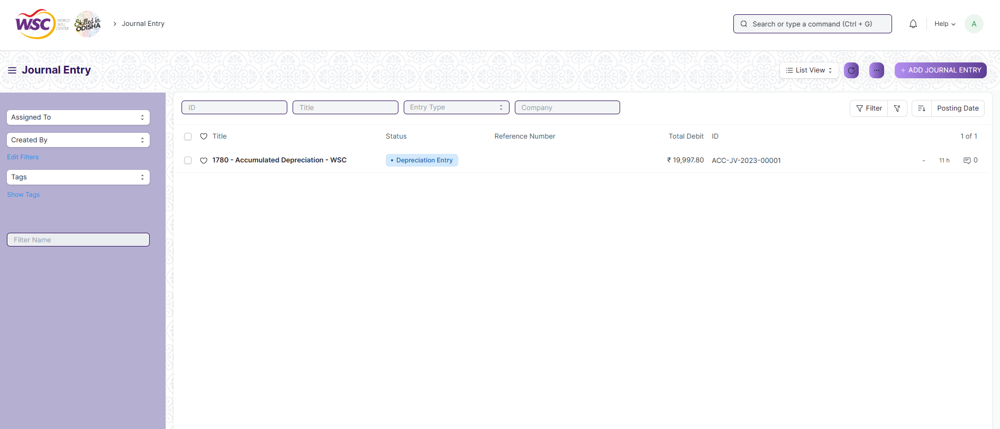 WSC
WORLD
SKILL
CENTER
Skilled in
ODISHA
Journal Entry
Search or type a command (Ctrl + G)
Help
A
Journal Entry
List View
+ ADD JOURNAL ENTRY
Assigned To
Created By
Edit Filters
Tags
Show Tags
Filter Name
ID
Title
Entry Type
Company
Filter
Posting Date
Title
Status
Reference Number
Total Debit
ID
1 of 1
1780 - Accumulated Depreciation - WSC
Depreciation Entry
₹ 19,997.80
ACC-JV-2023-00001
-
11 h
0